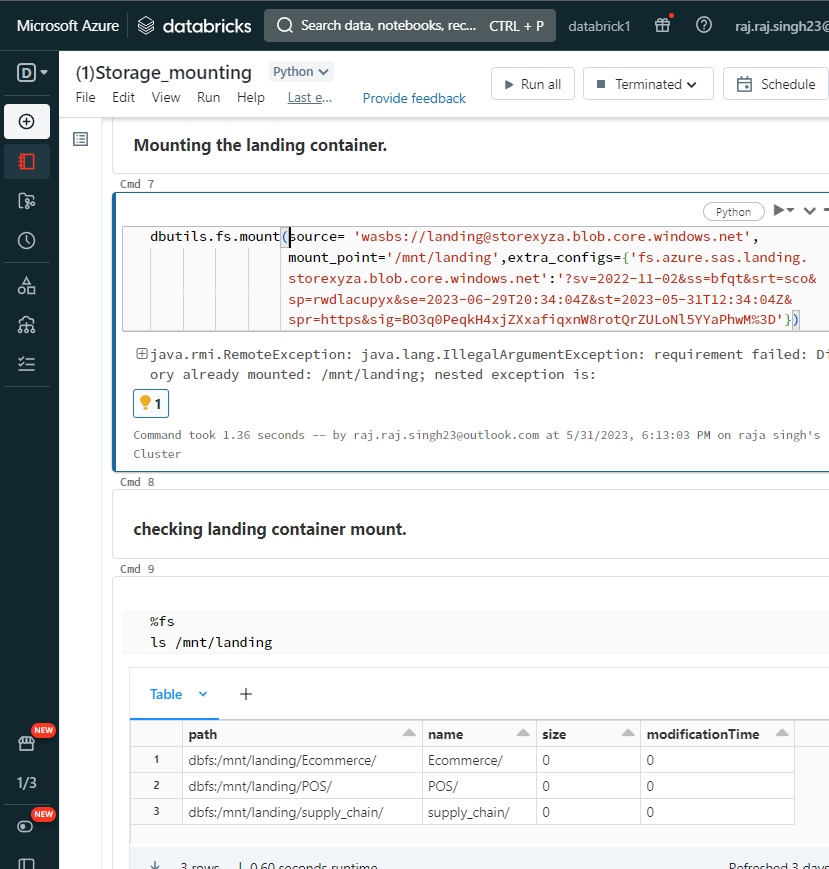 Microsoft Azure databricks Search data, notebooks, rec... CTRL + P databrick1 raj.raj.singh23@
D (1)Storage_mounting Python
File Edit View Run Help Last e... Provide feedback Run all Terminated Schedule
Mounting the landing container.
Cmd 7
Python
dbutils.fs.mount(source= 'wasbs://landing@storexyza.blob.core.windows.net',
mount_point='/mnt/landing',extra_configs={'fs.azure.sas.landing.
storexyza.blob.core.windows.net':'?sv=2022-11-02&ss=bfqt&srt=sco&
sp=rwdlacupyx&se=2023-06-29T20:34:04Z&st=2023-05-31T12:34:04Z&
spr=https&sig=BO3q0PeqkH4xjZXxafiqxnW8rotQrZULoNl5YYaPhwM%3D'})
java.rmi.RemoteException: java.lang.IllegalArgumentException: requirement failed: Di
ory already mounted: /mnt/landing; nested exception is:
1
Command took 1.36 seconds -- by raj.raj.singh23@outlook.com at 5/31/2023, 6:13:03 PM on raja singh's
Cluster
Cmd 8
checking landing container mount.
Cmd 9
%fs
ls /mnt/landing
Table
path name size modificationTime
1 dbfs:/mnt/landing/Ecommerce/ Ecommerce/ 0 0
2 dbfs:/mnt/landing/POS/ POS/ 0 0
3 dbfs:/mnt/landing/supply_chain/ supply_chain/ 0 0
NEW
1/3
NEW
3 rows | 0.60 seconds runtime Refreshed 3 days